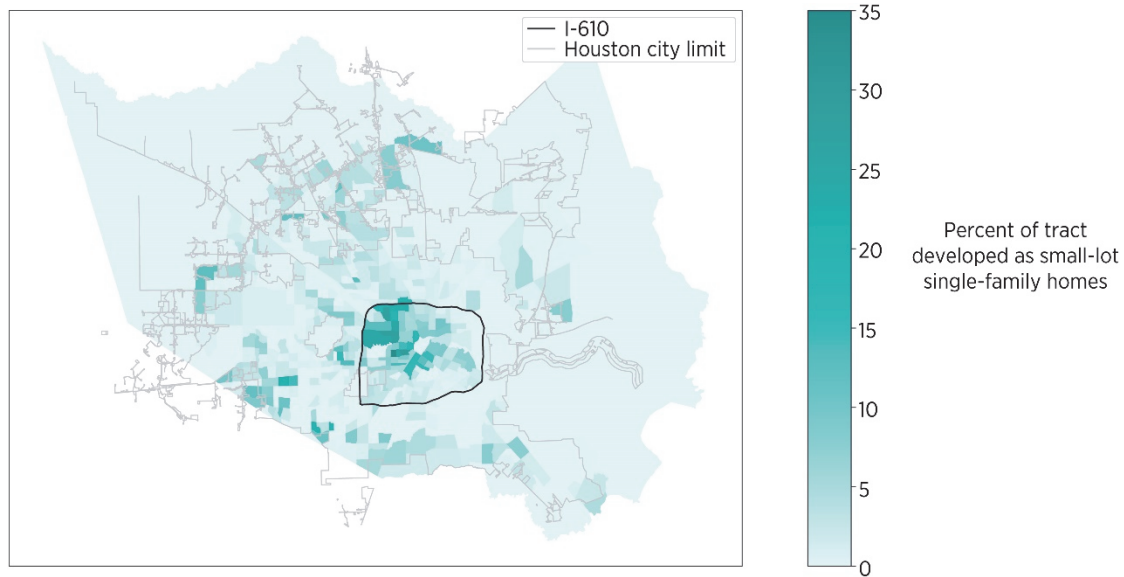 I-610
Houston city limit
35
30
25
20
15
10
5
0
Percent of tract
developed as small-lot
single-family homes